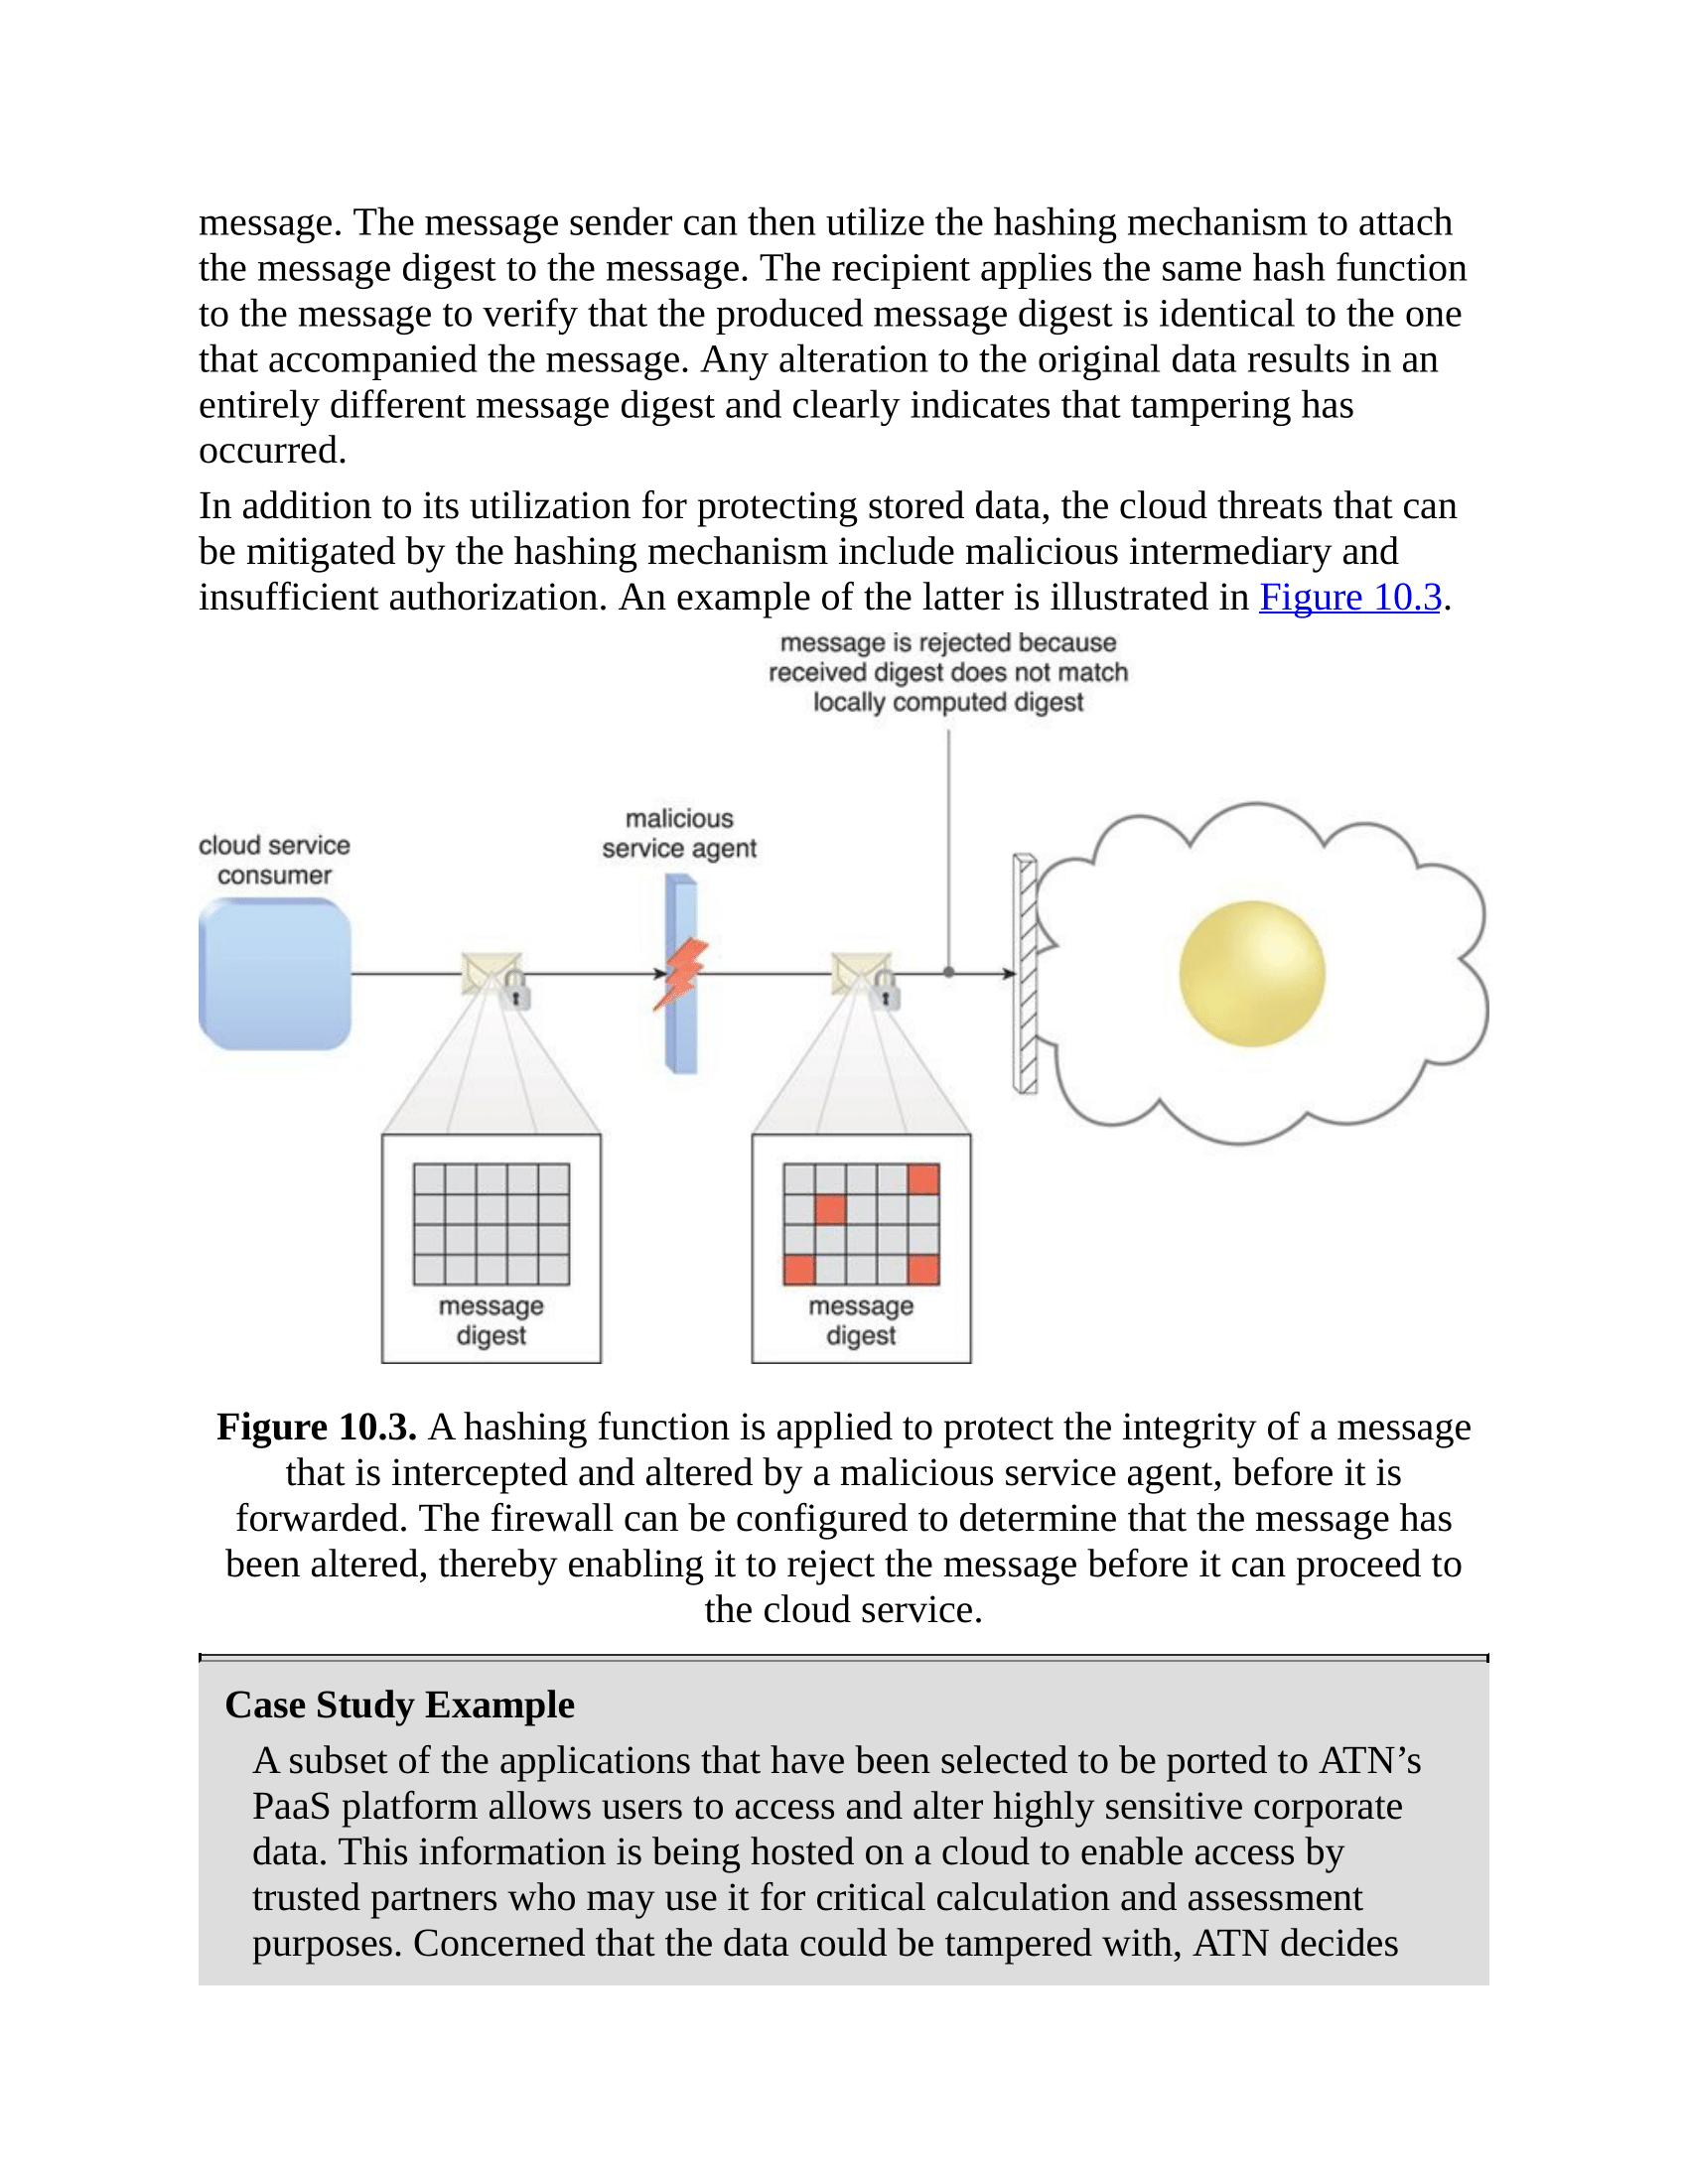 message. The message sender can then utilize the hashing mechanism to attach
the message digest to the message. The recipient applies the same hash function
to the message to verify that the produced message digest is identical to the one
that accompanied the message. Any alteration to the original data results in an
entirely different message digest and clearly indicates that tampering has
occurred.
In addition to its utilization for protecting stored data, the cloud threats that can
be mitigated by the hashing mechanism include malicious intermediary and
insufficient authorization. An example of the latter is illustrated in Figure 10.3.
message is rejected because
received digest does not match
locally computed digest
malicious
service agent
cloud service
consumer
message
digest
message
digest
Figure 10.3. A hashing function is applied to protect the integrity of a message
that is intercepted and altered by a malicious service agent, before it is
forwarded. The firewall can be configured to determine that the message has
been altered, thereby enabling it to reject the message before it can proceed to
the cloud service.
Case Study Example
A subset of the applications that have been selected to be ported to ATN’s
PaaS platform allows users to access and alter highly sensitive corporate
data. This information is being hosted on a cloud to enable access by
trusted partners who may use it for critical calculation and assessment
purposes. Concerned that the data could be tampered with, ATN decides